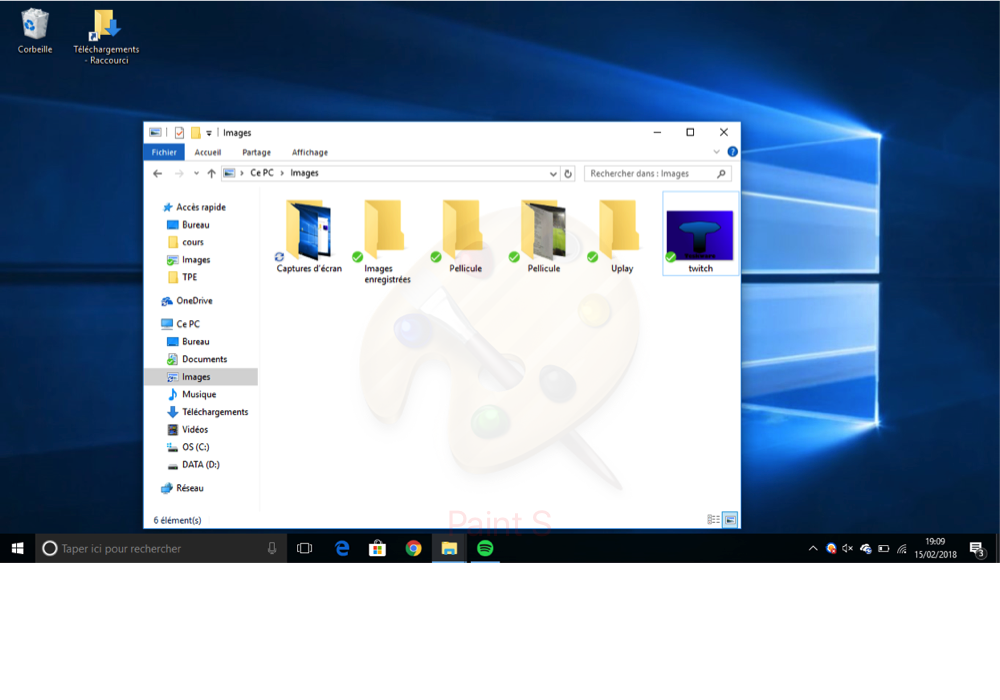 Corbeille
Téléchargements
- Raccourci
Images
Fichier
Accueil
Partage
Affichage
Ce PC
Images
Rechercher dans : Images
Accès rapide
Bureau
cours
Images
TPE
OneDrive
Ce PC
Bureau
Documents
Images
Musique
Téléchargements
Vidéos
OS (C:)
DATA (D:)
Réseau
Captures d'écran
Images
enregistrées
Pellicule
Pellicule
Uplay
twitch
6 élément(s)
Paint S
Taper ici pour rechercher
19:09
15/02/2018
3